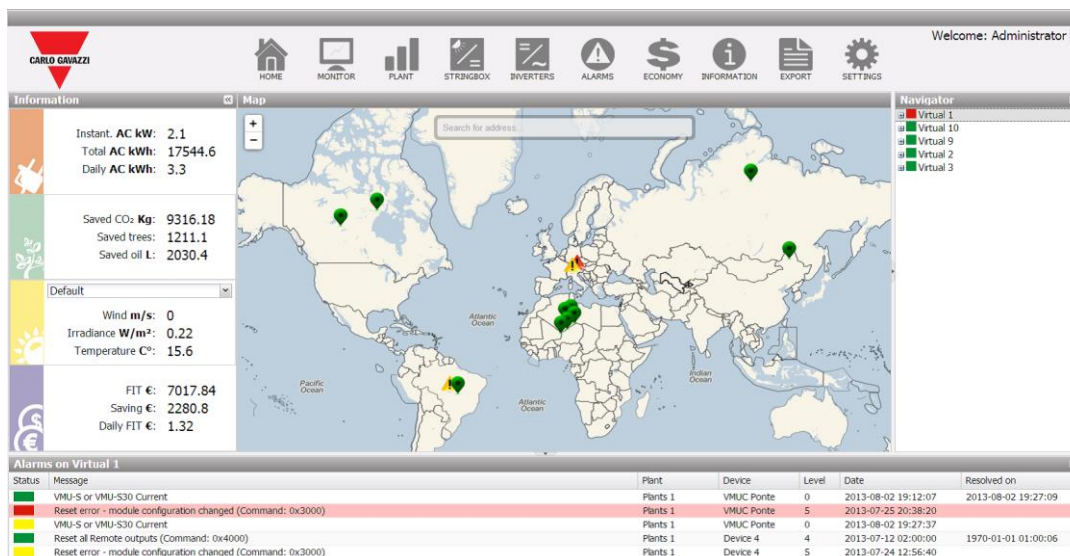 Welcome: Administrator
CARLO GAVAZZI
HOME MONITOR PLANT STRINGBOX INVERTERS ALARMS ECONOMY INFORMATION EXPORT SETTINGS
Information
Instant. AC kW: 2.1
Total AC kWh: 17544.6
Daily AC kWh: 3.3
Saved CO₂ Kg: 9316.18
Saved trees: 1211.1
Saved oil L: 2030.4
Default
Wind m/s: 0
Irradiance W/m²: 0.22
Temperature C°: 15.6
FIT €: 7017.84
Saving €: 2280.8
Daily FIT €: 1.32
Map
+
−
Search for address...
Atlantic
Ocean
Pacific
Ocean
Atlantic
Ocean
Indian
Ocean
Navigator
Virtual 1
Virtual 10
Virtual 9
Virtual 2
Virtual 3
Alarms on Virtual 1
Status Message Plant Device Level Date Resolved on
VMU-S or VMU-S30 Current Plants 1 VMUC Ponte 0 2013-08-02 19:12:07 2013-08-02 19:27:09
Reset error - module configuration changed (Command: 0x3000) Plants 1 VMUC Ponte 5 2013-07-25 20:38:20
VMU-S or VMU-S30 Current Plants 1 VMUC Ponte 0 2013-08-02 19:27:37
Reset all Remote outputs (Command: 0x4000) Plants 1 Device 4 4 2013-07-12 02:00:00 1970-01-01 01:00:06
Reset error - module configuration changed (Command: 0x3000) Plants 1 Device 4 5 2013-07-24 12:56:40